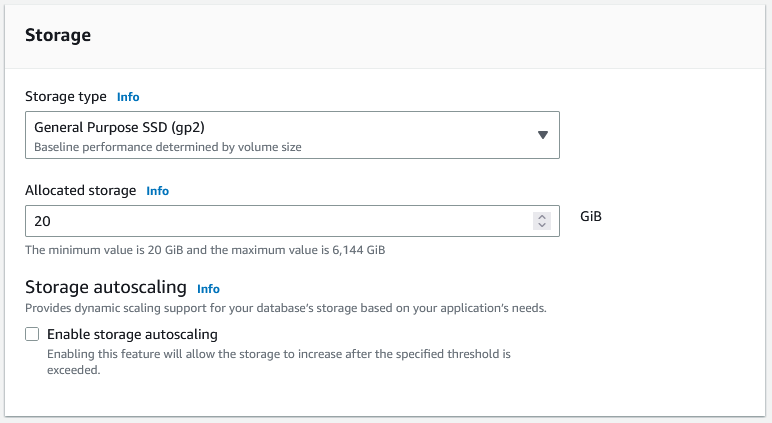 Storage
Storage type Info
General Purpose SSD (gp2)
Baseline performance determined by volume size
Allocated storage Info
20
GiB
The minimum value is 20 GiB and the maximum value is 6,144 GiB
Storage autoscaling Info
Provides dynamic scaling support for your database's storage based on your application's needs.
Enable storage autoscaling
Enabling this feature will allow the storage to increase after the specified threshold is
exceeded.